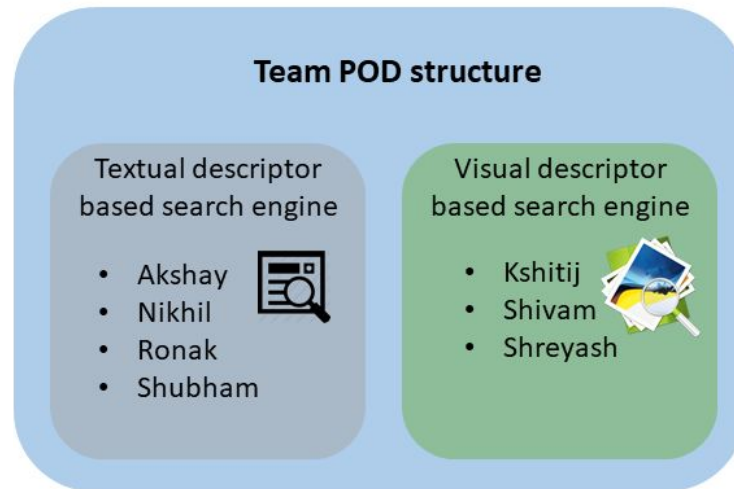 Team POD structure
Textual descriptor
based search engine
• Akshay
• Nikhil
• Ronak
• Shubham
Visual descriptor
based search engine
• Kshitij
• Shivam
• Shreyash